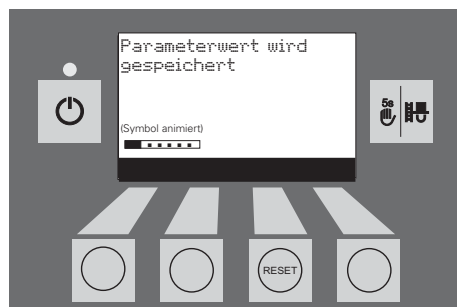 Parameterwert wird
gespeichert
5s
(Symbol animiert)
RESET